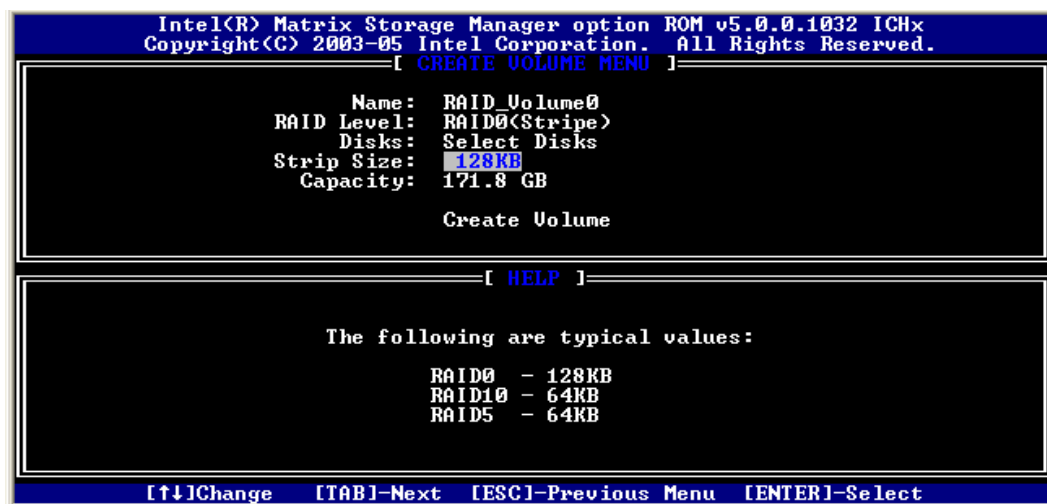 Intel(R) Matrix Storage Manager option ROM v5.0.0.1032 ICHx
Copyright(C) 2003-05 Intel Corporation. All Rights Reserved.
[ CREATE VOLUME MENU ]
Name: RAID_Volume0
RAID Level: RAID0(Stripe)
Disks: Select Disks
Strip Size: 128KB
Capacity: 171.8 GB
Create Volume
[ HELP ]
The following are typical values:
RAID0 - 128KB
RAID10 - 64KB
RAID5 - 64KB
[↑↓]Change [TAB]-Next [ESC]-Previous Menu [ENTER]-Select